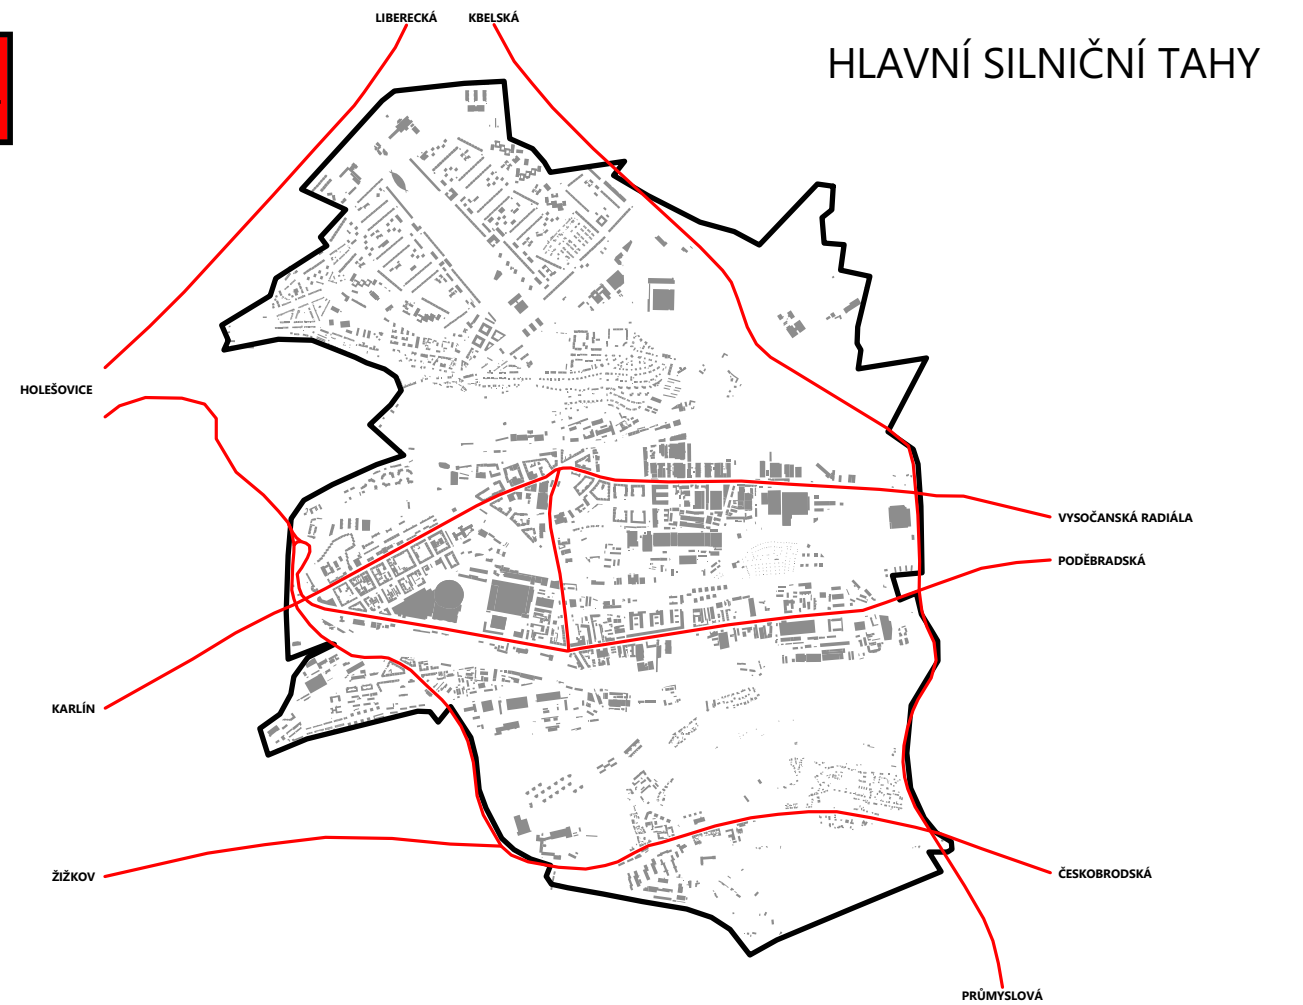 LIBERECKÁ
KBELSKÁ
HLAVNÍ SILNIČNÍ TAHY
HOLEŠOVICE
VYSOČANSKÁ RADIÁLA
PODĚBRADSKÁ
KARLÍN
ŽIŽKOV
ČESKOBRODSKÁ
PRŮMYSLOVÁ